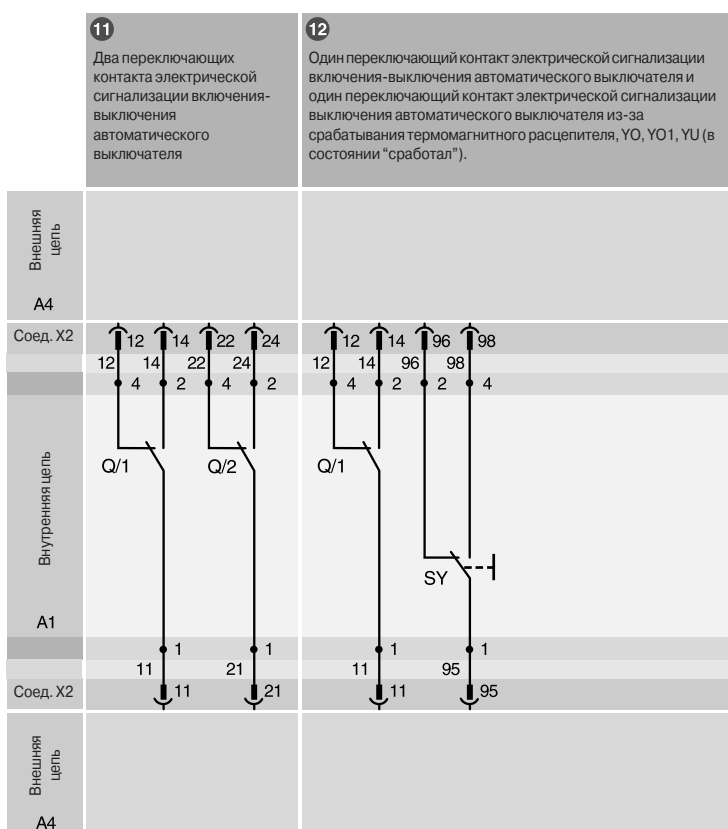 11
Два переключающих
контакта электрической
сигнализации включения-
выключения
автоматического
выключателя
12
Один переключающий контакт электрической сигнализации
включения-выключения автоматического выключателя и
один переключающий контакт электрической сигнализации
выключения автоматического выключателя из-за
срабатывания термомагнитного расцепителя, YO, YO1, YU (в
состоянии “сработал”).
Внешняя
цепь
A4
Соед. X2
12 14 22 24 12 14 96 98
12 14 22 24 12 14 96 98
4 2 4 2 4 2 2 4
Q/1 Q/2 Q/1
Внутренняя цепь
SY
A1
1 1 1 1
11 21 11 95
Соед. X2
11 21 11 95
Внешняя
цепь
A4